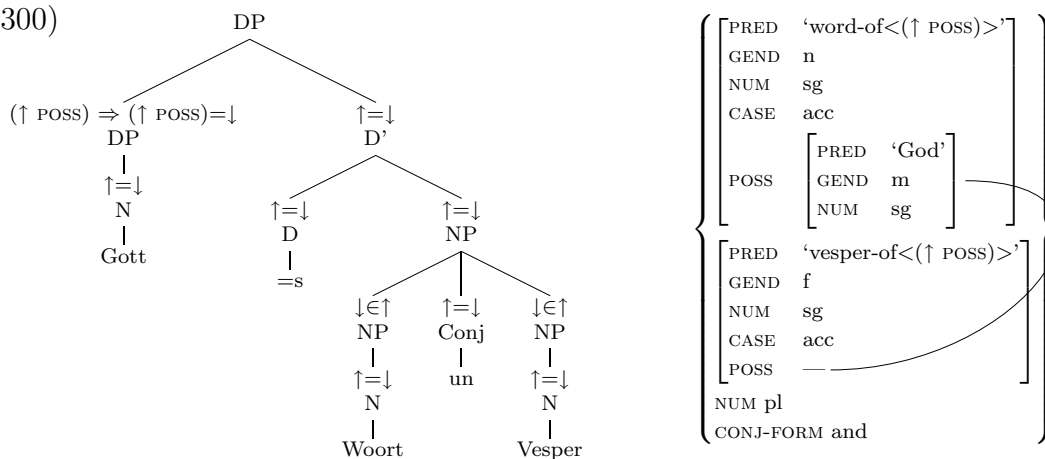 300)
DP
(↑ POSS) ⇒ (↑ POSS)=↓
DP
↑=↓
N
Gott
↑=↓
D’
↑=↓
D
=s
↑=↓
NP
↓∈↑
NP
↑=↓
N
Woort
↑=↓
Conj
un
↓∈↑
NP
↑=↓
N
Vesper
PRED ‘word-of<(↑ POSS)>’
GEND n
NUM sg
CASE acc
POSS
PRED ‘God’
GEND m
NUM sg
PRED ‘vesper-of<(↑ POSS)>’
GEND f
NUM sg
CASE acc
POSS —
NUM pl
CONJ-FORM and